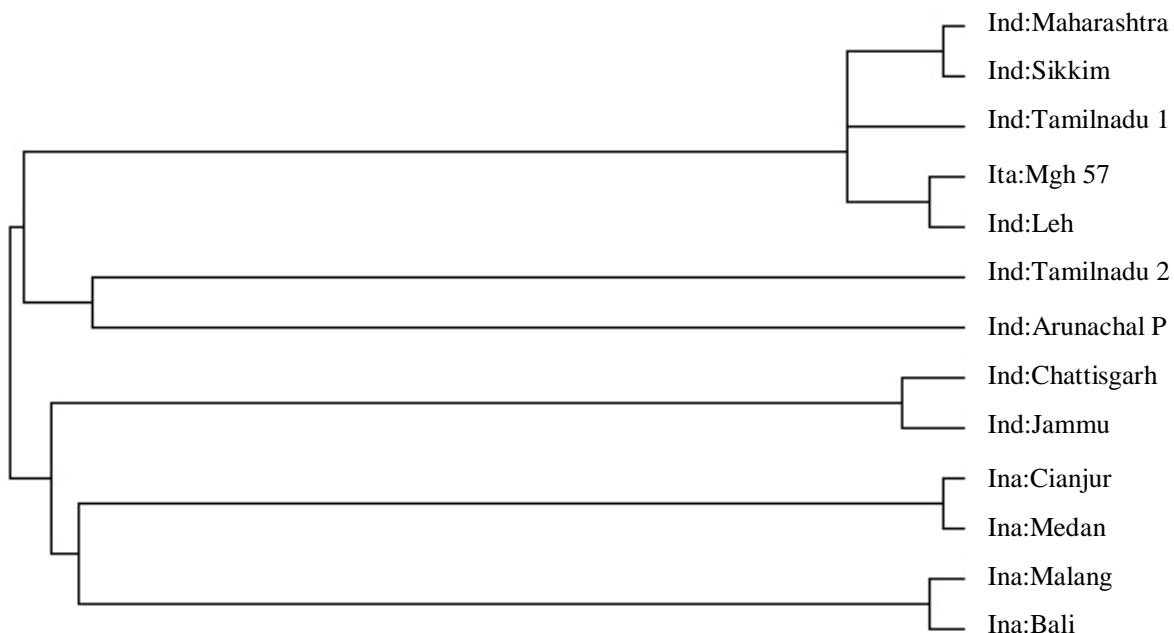 Ind:Maharashtra
Ind:Sikkim
Ind:Tamilnadu 1
Ita:Mgh 57
Ind:Leh
Ind:Tamilnadu 2
Ind:Arunachal P
Ind:Chattisgarh
Ind:Jammu
Ina:Cianjur
Ina:Medan
Ina:Malang
Ina:Bali